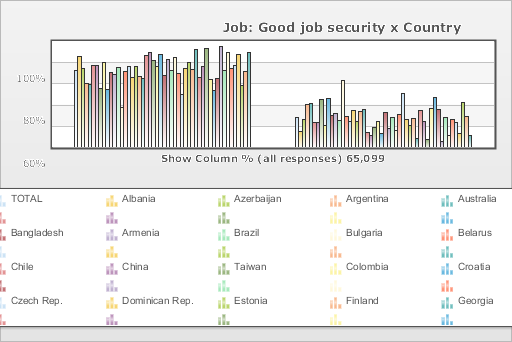 Job: Good job security x Country
100%
80%
60%
Show Column % (all responses) 65,099
TOTAL Albania Azerbaijan Argentina Australia
Bangladesh Armenia Brazil Bulgaria Belarus
Chile China Taiwan Colombia Croatia
Czech Rep. Dominican Rep. Estonia Finland Georgia